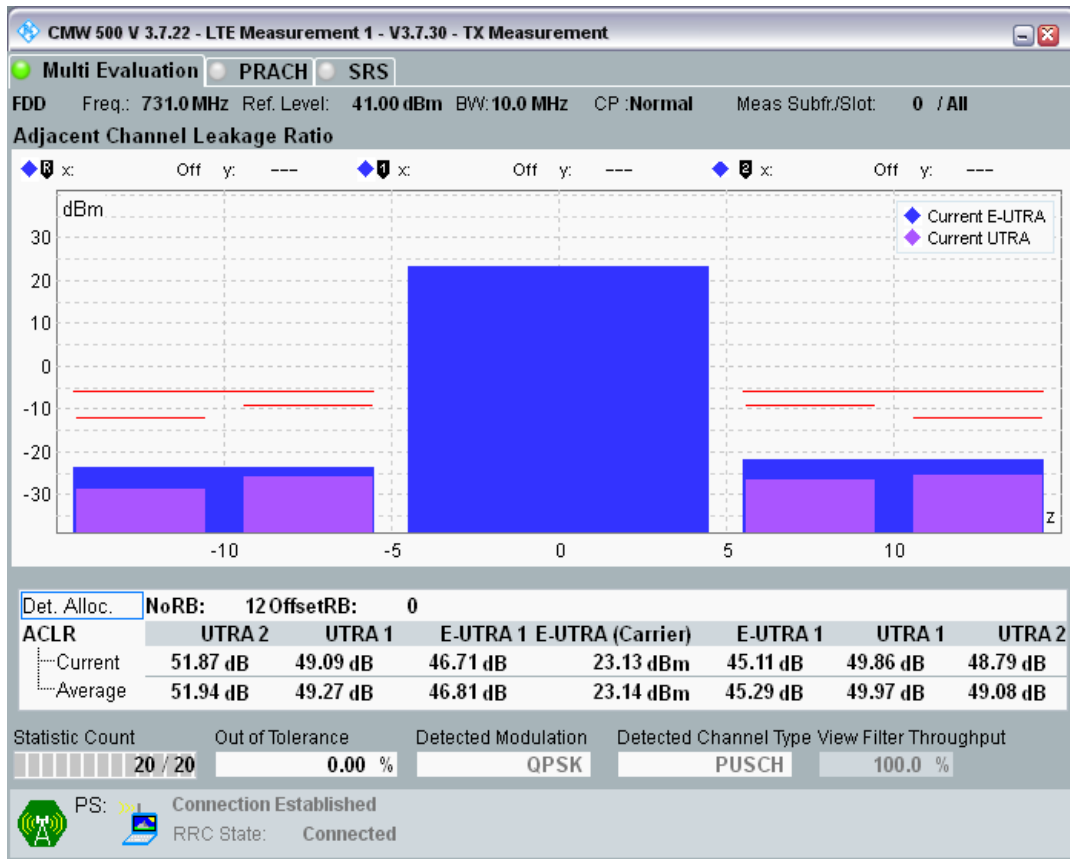 CMW 500 V 3.7.22 - LTE Measurement 1 - V3.7.30 - TX Measurement
Multi Evaluation PRACH SRS
FDD Freq.: 731.0 MHz Ref. Level: 41.00 dBm BW: 10.0 MHz CP :Normal Meas Subfr./Slot: 0 / All
Adjacent Channel Leakage Ratio
R x: Off y: --- 1 x: Off y: --- 2 x: Off y: ---
dBm
Current E-UTRA
Current UTRA
30
20
10
0
-10
-20
-30
z
-10 -5 0 5 10
Det. Alloc. NoRB: 12 OffsetRB: 0
ACLR UTRA 2 UTRA 1 E-UTRA 1 E-UTRA (Carrier) E-UTRA 1 UTRA 1 UTRA 2
Current 51.87 dB 49.09 dB 46.71 dB 23.13 dBm 45.11 dB 49.86 dB 48.79 dB
Average 51.94 dB 49.27 dB 46.81 dB 23.14 dBm 45.29 dB 49.97 dB 49.08 dB
Statistic Count Out of Tolerance Detected Modulation Detected Channel Type View Filter Throughput
20 / 20 0.00 % QPSK PUSCH 100.0 %
PS: Connection Established
RRC State: Connected